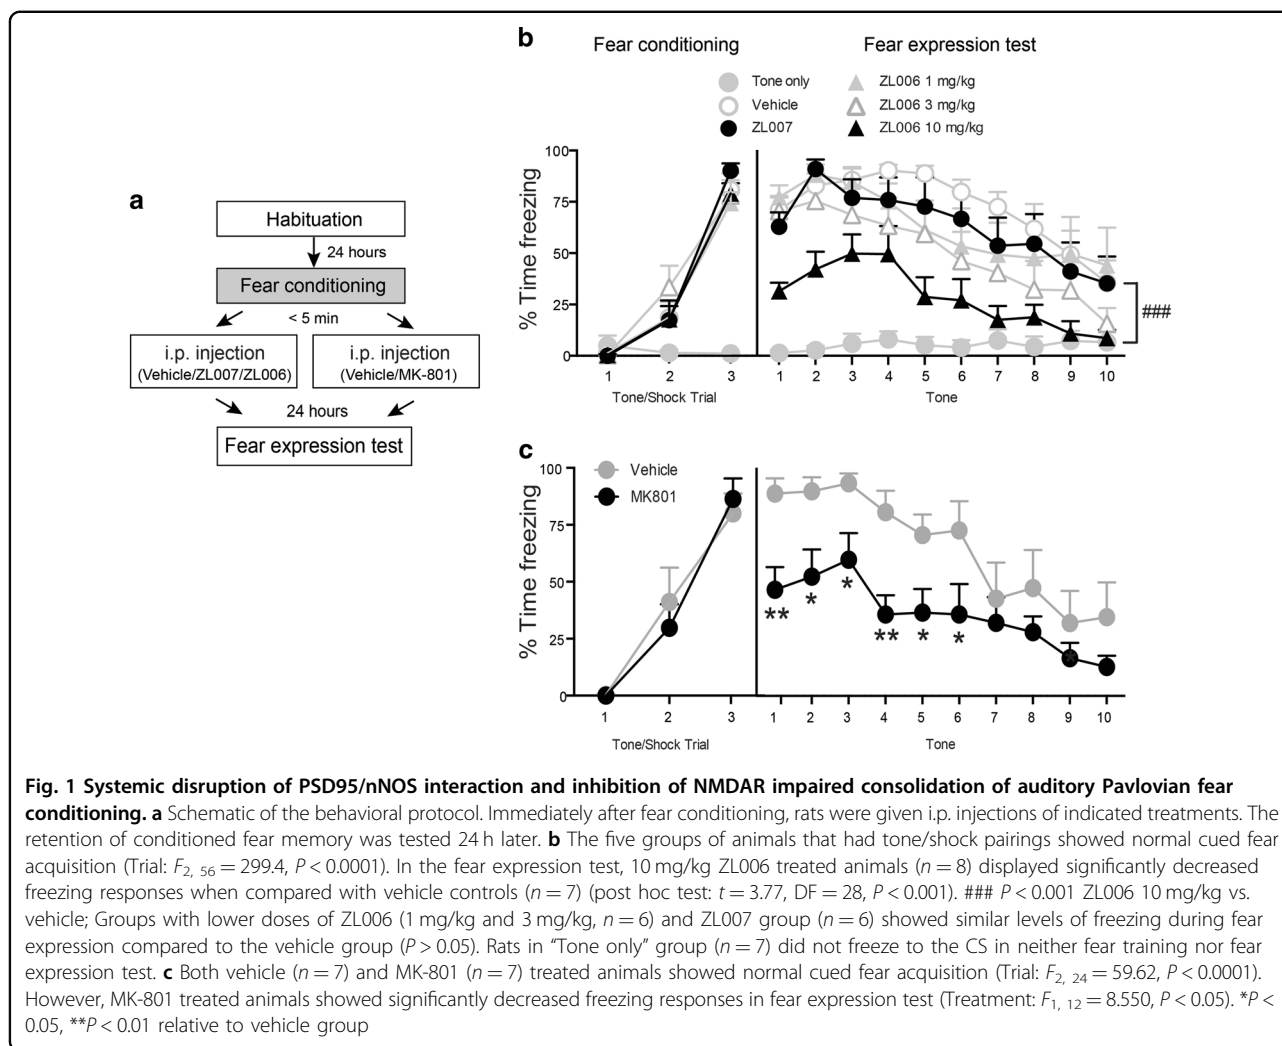 a
Habituation
24 hours
Fear conditioning
< 5 min
i.p. injection
(Vehicle/ZL007/ZL006)
i.p. injection
(Vehicle/MK-801)
24 hours
Fear expression test
b
Fear conditioning
Fear expression test
Tone only
Vehicle
ZL007
ZL006 1 mg/kg
ZL006 3 mg/kg
ZL006 10 mg/kg
% Time freezing
100
75
50
25
0
1 2 3
Tone/Shock Trial
1 2 3 4 5 6 7 8 9 10
Tone
###
c
Vehicle
MK801
% Time freezing
100
75
50
25
0
** * * ** * * *
1 2 3
Tone/Shock Trial
1 2 3 4 5 6 7 8 9 10
Tone
Fig. 1 Systemic disruption of PSD95/nNOS interaction and inhibition of NMDAR impaired consolidation of auditory Pavlovian fear
conditioning. a Schematic of the behavioral protocol. Immediately after fear conditioning, rats were given i.p. injections of indicated treatments. The
retention of conditioned fear memory was tested 24 h later. b The five groups of animals that had tone/shock pairings showed normal cued fear
acquisition (Trial: F2, 56 = 299.4, P < 0.0001). In the fear expression test, 10 mg/kg ZL006 treated animals (n = 8) displayed significantly decreased
freezing responses when compared with vehicle controls (n = 7) (post hoc test: t = 3.77, DF = 28, P < 0.001). ### P < 0.001 ZL006 10 mg/kg vs.
vehicle; Groups with lower doses of ZL006 (1 mg/kg and 3 mg/kg, n = 6) and ZL007 group (n = 6) showed similar levels of freezing during fear
expression compared to the vehicle group (P > 0.05). Rats in "Tone only" group (n = 7) did not freeze to the CS in neither fear training nor fear
expression test. c Both vehicle (n = 7) and MK-801 (n = 7) treated animals showed normal cued fear acquisition (Trial: F2, 24 = 59.62, P < 0.0001).
However, MK-801 treated animals showed significantly decreased freezing responses in fear expression test (Treatment: F1, 12 = 8.550, P < 0.05). *P <
0.05, **P < 0.01 relative to vehicle group